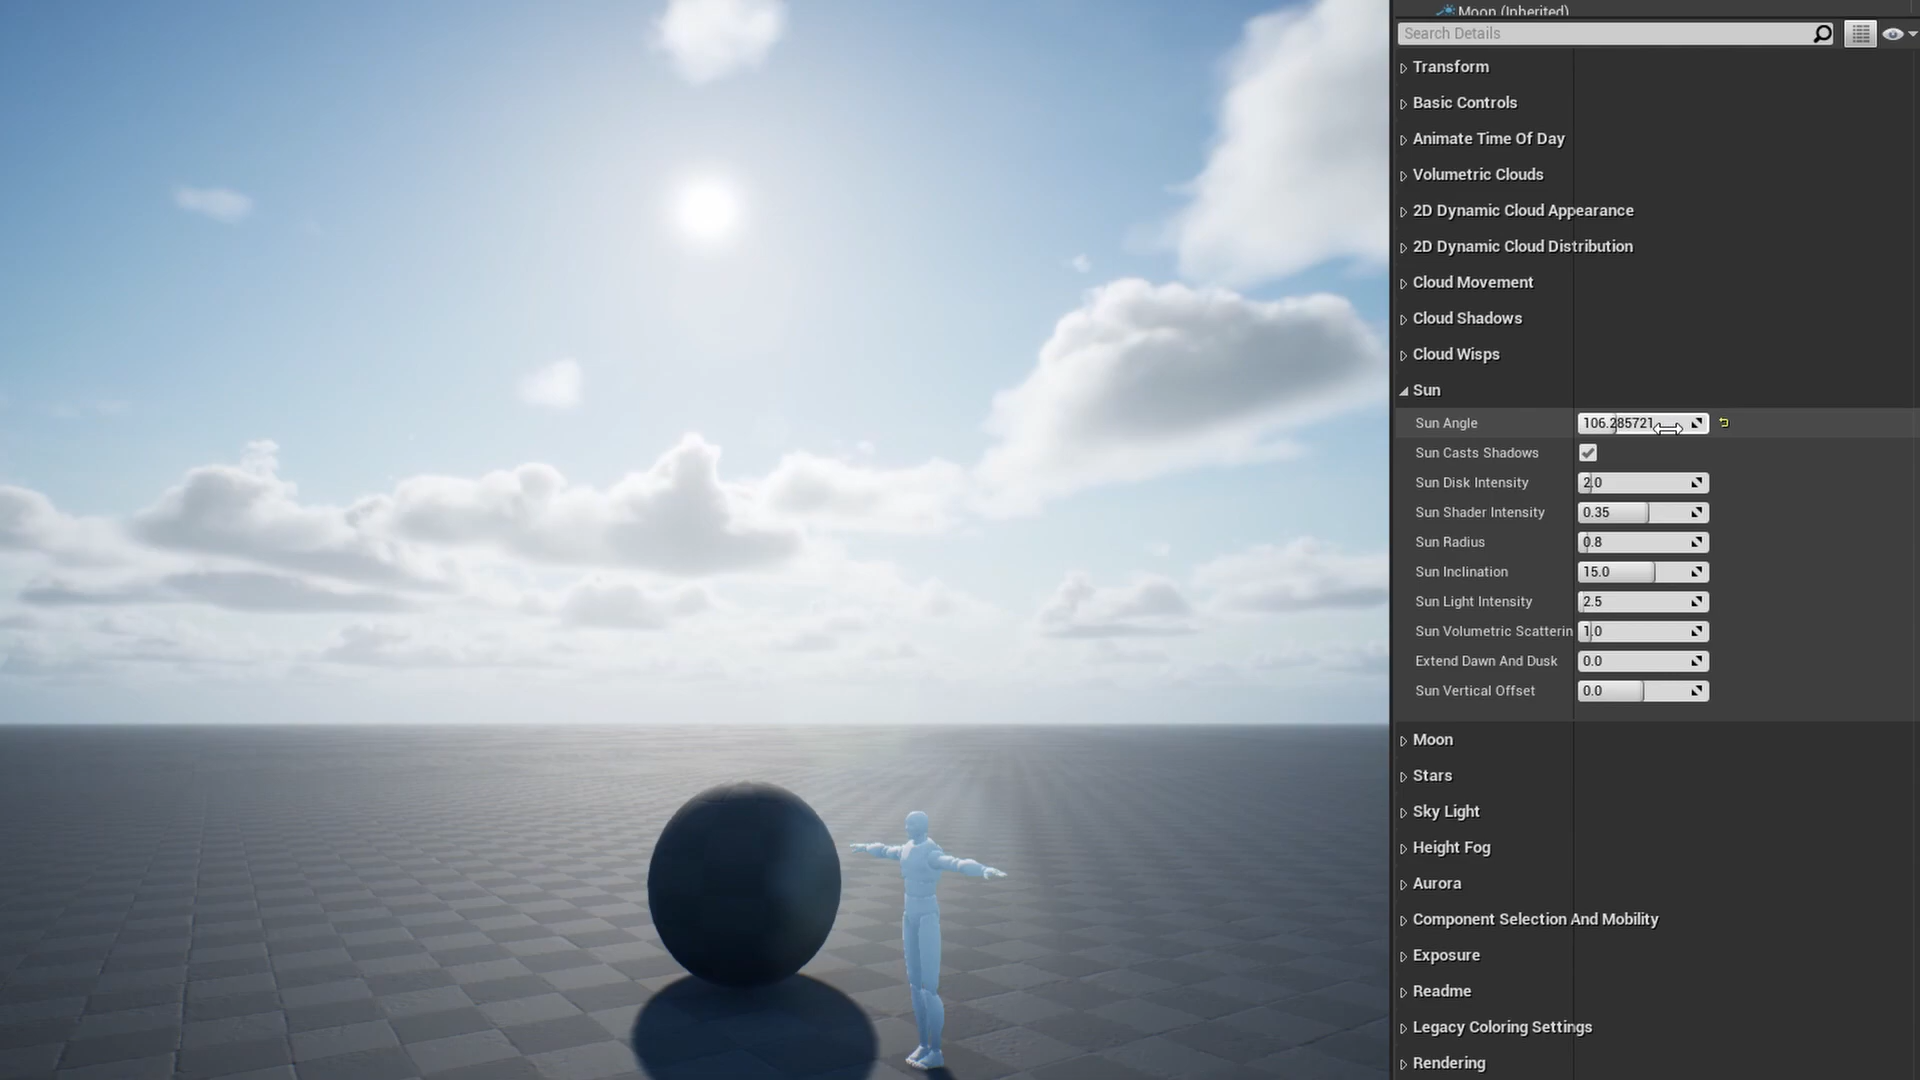 Moon (Inherited)
Search Details
Transform
Basic Controls
Animate Time Of Day
Volumetric Clouds
2D Dynamic Cloud Appearance
2D Dynamic Cloud Distribution
Cloud Movement
Cloud Shadows
Cloud Wisps
Sun
Sun Angle 106.285721
Sun Casts Shadows
Sun Disk Intensity 2.0
Sun Shader Intensity 0.35
Sun Radius 0.8
Sun Inclination 15.0
Sun Light Intensity 2.5
Sun Volumetric Scatterin 1.0
Extend Dawn And Dusk 0.0
Sun Vertical Offset 0.0
Moon
Stars
Sky Light
Height Fog
Aurora
Component Selection And Mobility
Exposure
Readme
Legacy Coloring Settings
Rendering